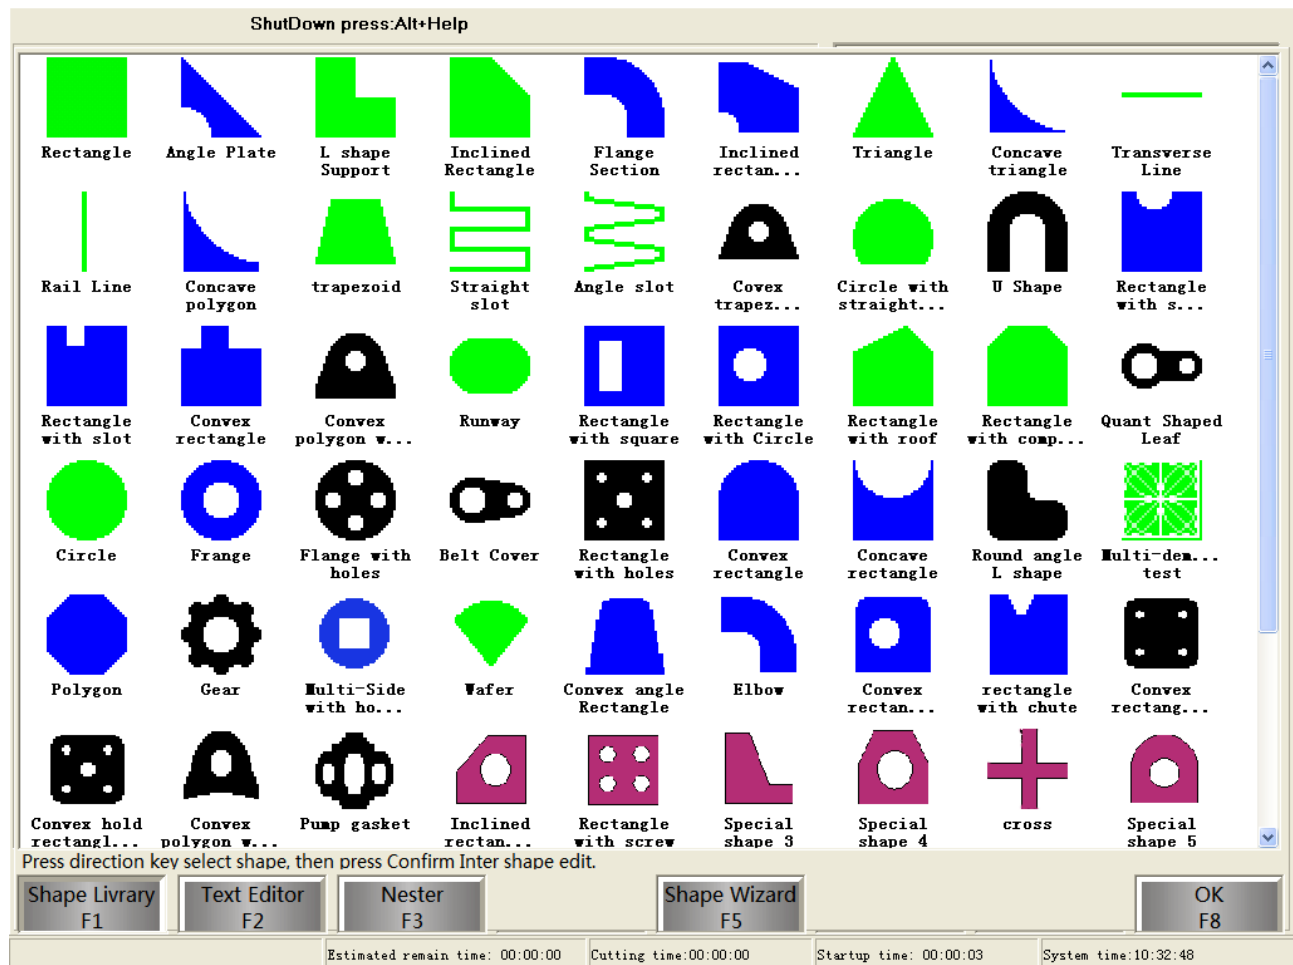 ShutDown press:Alt+Help
Rectangle Angle Plate L shape Inclined Flange Inclined Triangle Concave Transverse
Support Rectangle Section rectan... triangle Line
Rail Line Concave trapezoid Straight Angle slot Covex Circle with U Shape Rectangle
polygon slot trapez... straight... with s...
Rectangle Convex Convex Runway Rectangle Rectangle Rectangle Rectangle Quant Shaped
with slot rectangle polygon w... with square with Circle with roof with comp... Leaf
Circle Frange Flange with Belt Cover Rectangle Convex Concave Round angle Multi-dem...
holes with holes rectangle rectangle L shape test
Polygon Gear Multi-Side Wafer Convex angle Elbow Convex rectangle Convex
with ho... Rectangle rectan... with chute rectang...
Convex hold Convex Pump gasket Inclined Rectangle Special Special cross Special
rectangl... polygon w... rectan... with screw shape 3 shape 4 shape 5
Press direction key select shape, then press Confirm Inter shape edit.
Shape Livrary Text Editor Nester Shape Wizard OK
F1 F2 F3 F5 F8
Estimated remain time: 00:00:00 Cutting time:00:00:00 Startup time: 00:00:03 System time:10:32:48